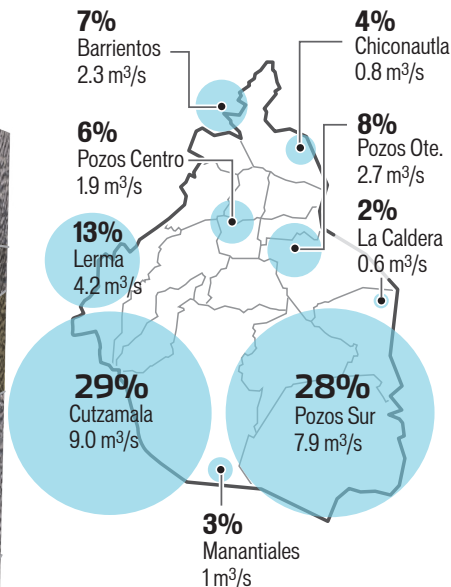 7%
Barrientos
2.3 m³/s
4%
Chiconautla
0.8 m³/s
6%
Pozos Centro
1.9 m³/s
8%
Pozos Ote.
2.7 m³/s
13%
Lerma
4.2 m³/s
2%
La Caldera
0.6 m³/s
29%
Cutzamala
9.0 m³/s
28%
Pozos Sur
7.9 m³/s
3%
Manantiales
1 m³/s